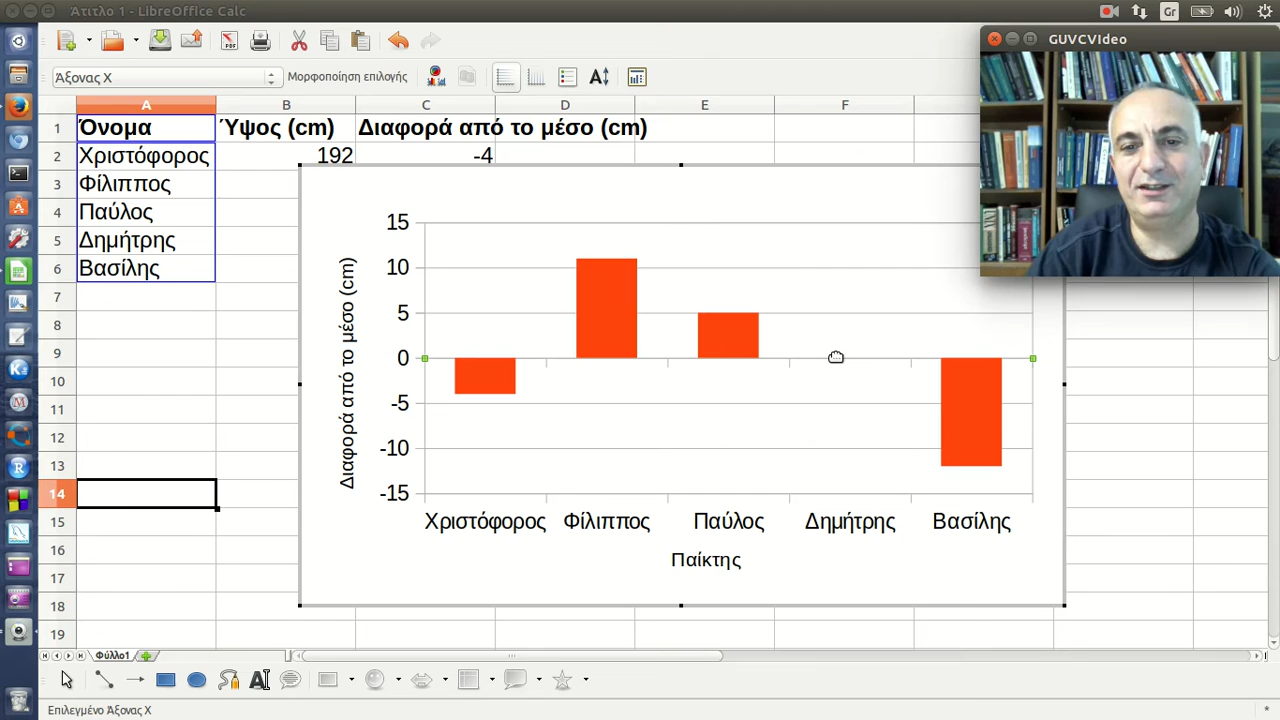 Άτιτλο 1 - LibreOffice Calc
Gr
GUVCVIdeo
Άξονας X
Μορφοποίηση επιλογής
A B C D E F
1 Όνομα Ύψος (cm) Διαφορά από το μέσο (cm)
2 Χριστόφορος 192 -4
3 Φίλιππος
4 Παύλος
5 Δημήτρης
6 Βασίλης
7
8
9
10
11
12
13
14
15
16
17
18
19
Διαφορά από το μέσο (cm)
15
10
5
0
-5
-10
-15
Χριστόφορος Φίλιππος Παύλος Δημήτρης Βασίλης
Παίκτης
Φύλλο1
Επιλεγμένο Άξονας X
*